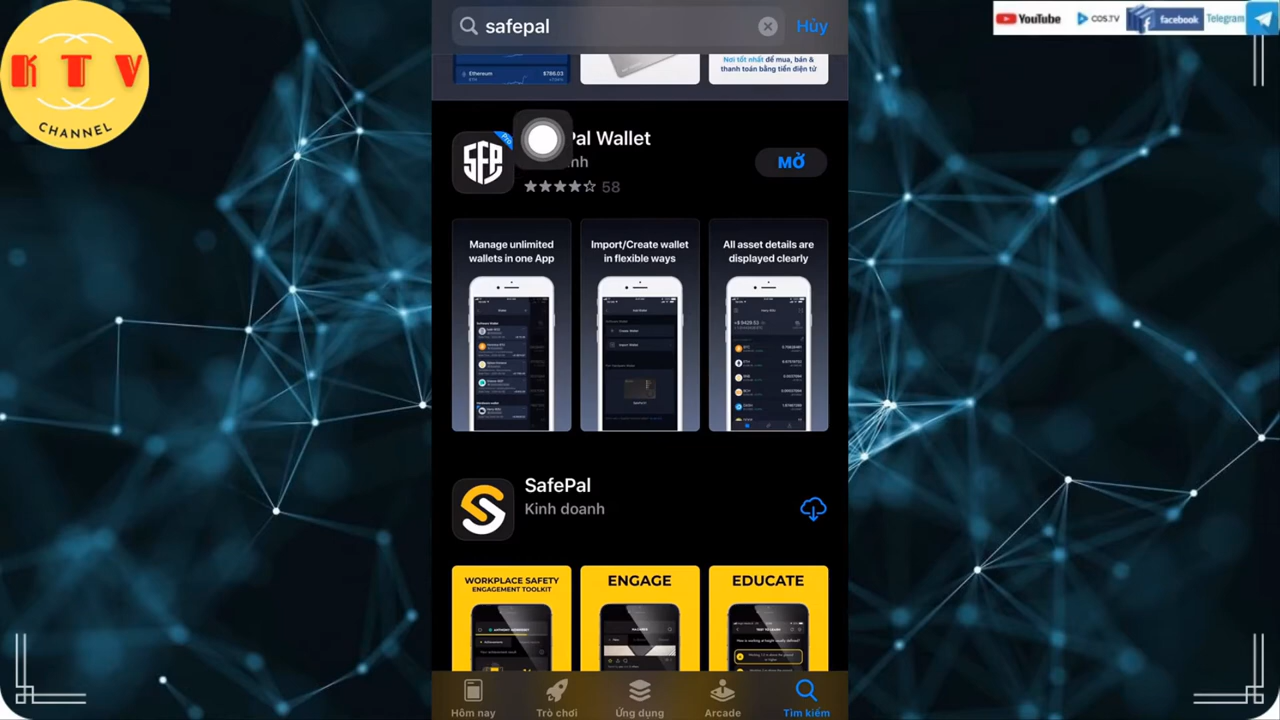 K T V
CHANNEL
YouTube
COS.TV
facebook
Telegram
safepal
Hủy
Ethereum
$766.03
Nơi tốt nhất để mua, bán &
thanh toán bằng tiền điện tử
Pal Wallet
nh
58
MỞ
SFP
Pro
Manage unlimited
wallets in one App
Import/Create wallet
in flexible ways
All asset details are
displayed clearly
SafePal
Kinh doanh
WORKPLACE SAFETY
ENGAGEMENT TOOLKIT
ENGAGE
EDUCATE
Hôm nay
Trò chơi
Ứng dụng
Arcade
Tìm kiếm